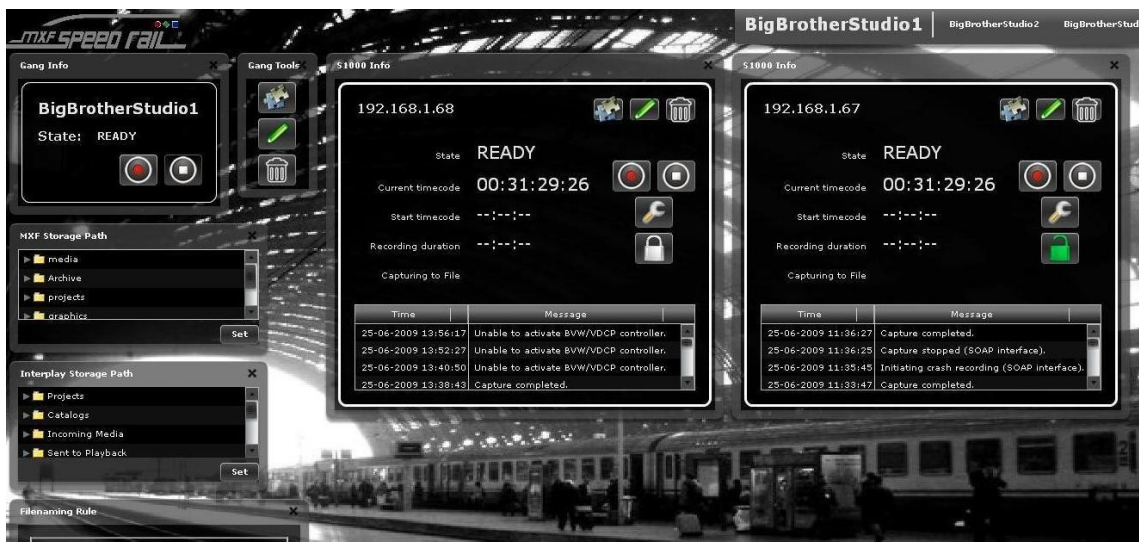 MXF SPEED rail
BigBrotherStudio1
BigBrotherStudio2
BigBrotherStud
Gang Info
BigBrotherStudio1
State: READY
Gang Tools
MXF Storage Path
media
Archive
projects
graphics
Set
Interplay Storage Path
Projects
Catalogs
Incoming Media
Sent to Playback
Set
Filenaming Rule
S1000 Info
192.168.1.68
State READY
Current timecode 00:31:29:26
Start timecode --:--:--
Recording duration --:--:--
Capturing to File
Time Message
25-06-2009 13:56:17 Unable to activate BVW/VDCP controller.
25-06-2009 13:52:27 Unable to activate BVW/VDCP controller.
25-06-2009 13:40:50 Unable to activate BVW/VDCP controller.
25-06-2009 13:38:43 Capture completed.
S1000 Info
192.168.1.67
State READY
Current timecode 00:31:29:26
Start timecode --:--:--
Recording duration --:--:--
Capturing to File
Time Message
25-06-2009 11:36:27 Capture completed.
25-06-2009 11:36:25 Capture stopped (SOAP interface).
25-06-2009 11:35:45 Initiating crash recording (SOAP interface).
25-06-2009 11:33:47 Capture completed.